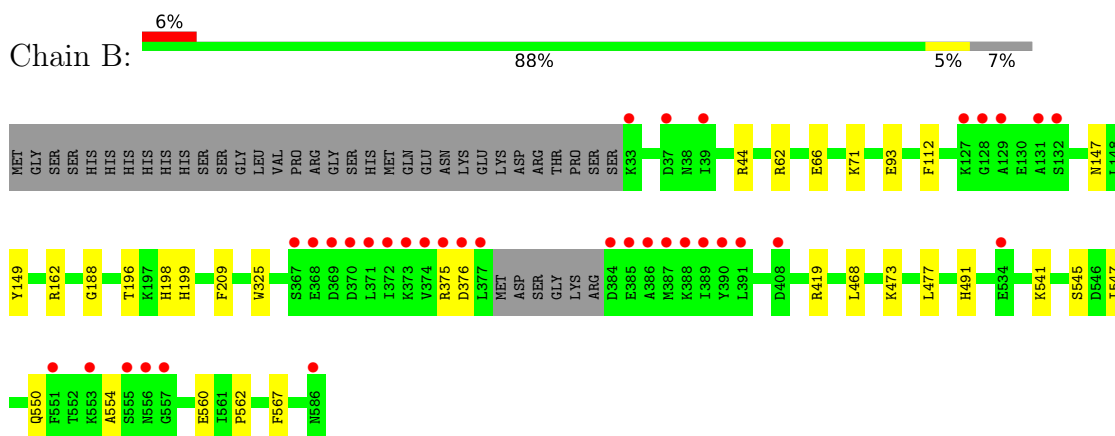 6%
Chain B:
88% 5% 7%
MET GLY SER SER HIS HIS HIS HIS HIS HIS SER SER GLY LEU VAL PRO ARG GLY SER HIS MET GLN GLU ASN LYS GLU LYS ASP ARG THR PRO SER SER K33 D37 N38 I39 R44 R62 E66 K71 E93 F112 K127 G128 A129 E130 A131 S132 N147 L148
Y149 R162 G188 T196 K197 H198 H199 F209 W325 S367 E368 D369 D370 L371 I372 K373 V374 R375 D376 L377 MET ASP SER GLY LYS ARG D384 E385 A386 M387 K388 I389 Y390 L391 D408 R419 L468 K473 L477 H491 E534 K541 S545 D546
Q550 F551 T552 K553 A554 S555 N556 G557 E560 I561 P562 F567 N586